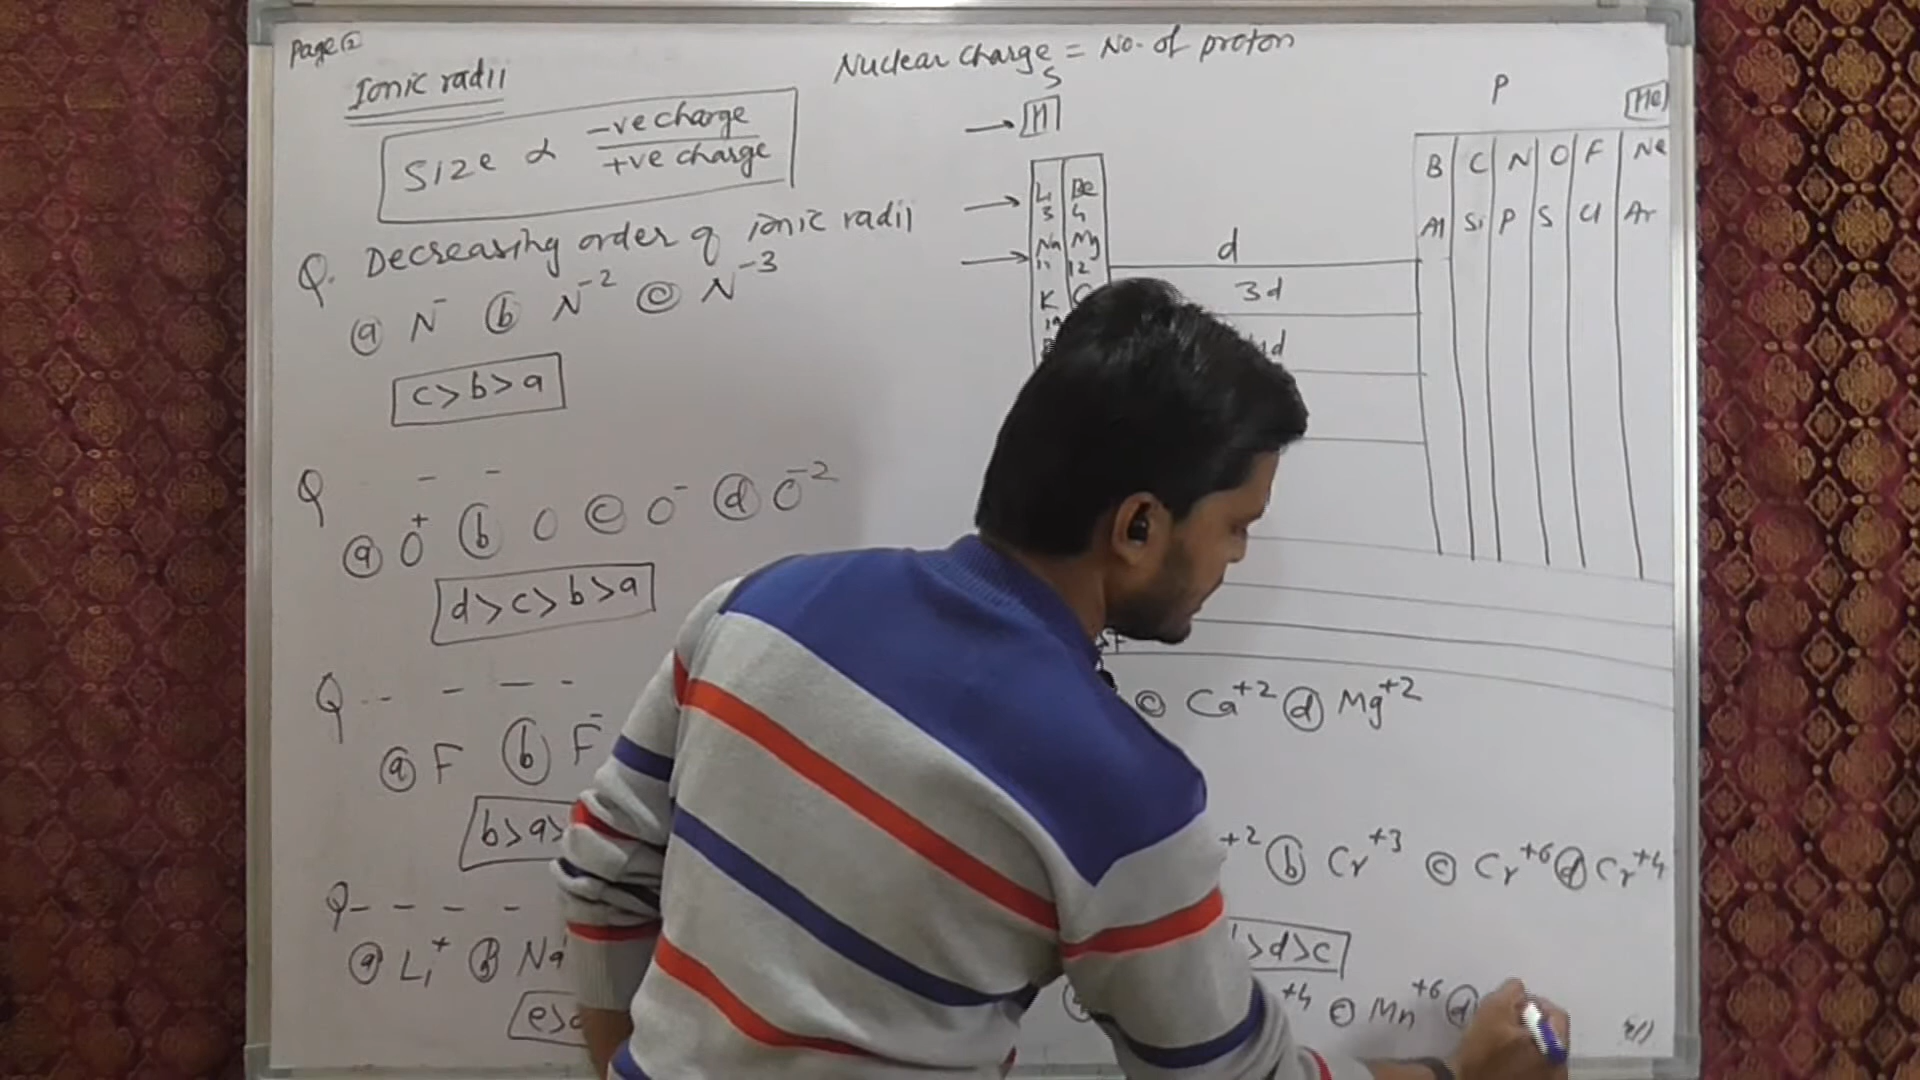 Page ②
Ionic radii
Size ∝ -ve charge / +ve charge
Q. Decreasing order of ionic radii
ⓐ N⁻ ⓑ N⁻² ⓒ N⁻³
c > b > a
Q - -
ⓐ O⁺ ⓑ O ⓒ O⁻ ⓓ O⁻²
d > c > b > a
Q - - - - -
ⓐ F ⓑ F⁻
b > a >
Q - - - - -
ⓐ Li⁺ ⓑ Na
e >
Nuclear charge = No. of proton
S
H
P
He
Li Be
3 4
Na Mg
11 12
K
19
d
3d
4d
B C N O F Ne
Al Si P S Cl Ar
ⓒ Ca⁺² ⓓ Mg⁺²
+2 ⓑ Cr⁺³ ⓒ Cr⁺⁶ ⓓ Cr⁺⁴
> d > c
+4 ⓒ Mn⁺⁶ ⓓ